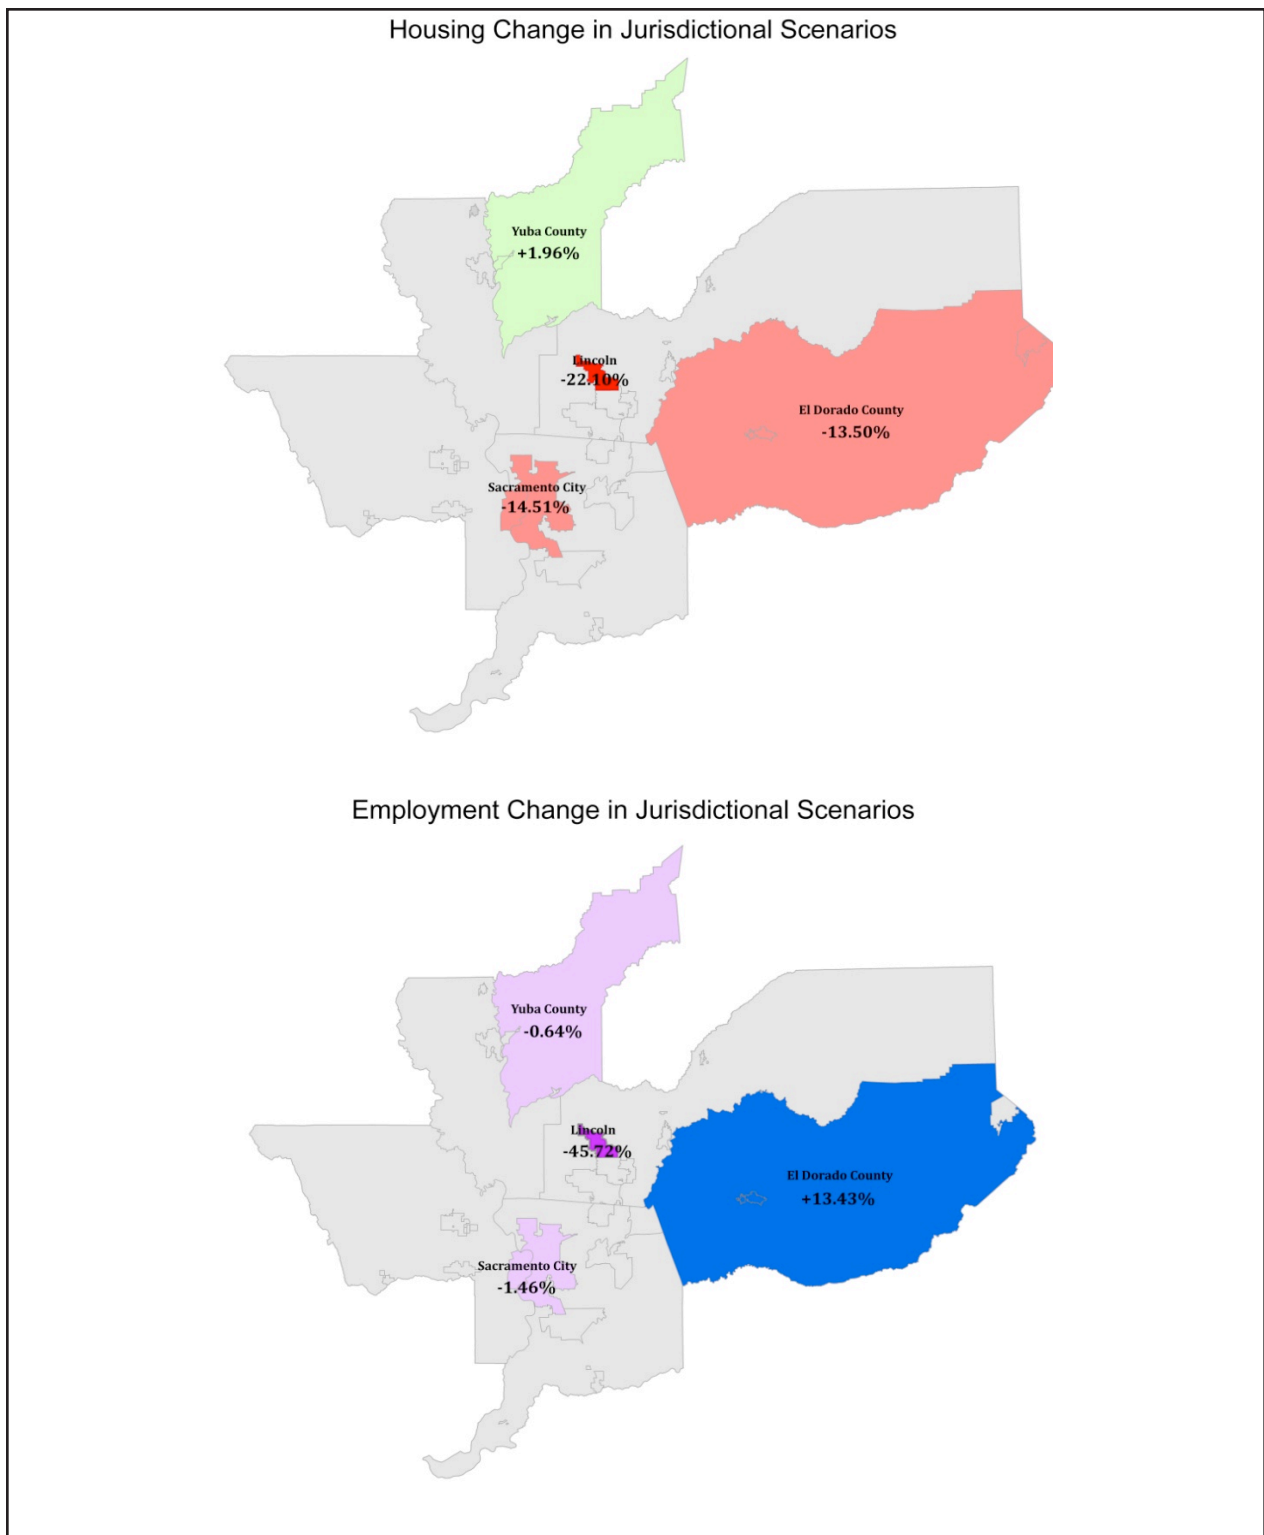 Housing Change in Jurisdictional Scenarios
Yuba County
+1.96%
Lincoln
-22.10%
El Dorado County
-13.50%
Sacramento City
-14.51%
Employment Change in Jurisdictional Scenarios
Yuba County
-0.64%
Lincoln
-45.72%
El Dorado County
+13.43%
Sacramento City
-1.46%